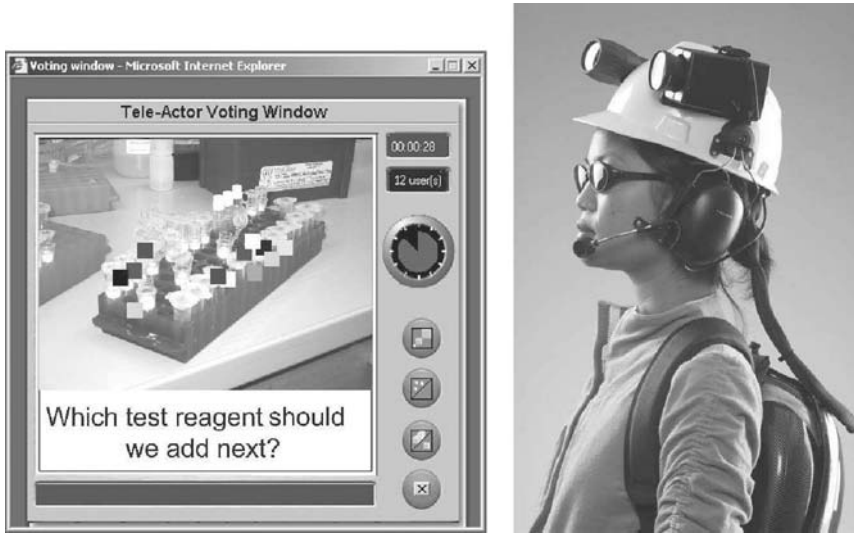 Voting window - Microsoft Internet Explorer
Tele-Actor Voting Window
00:00:28
12 user(s)
Which test reagent should
we add next?